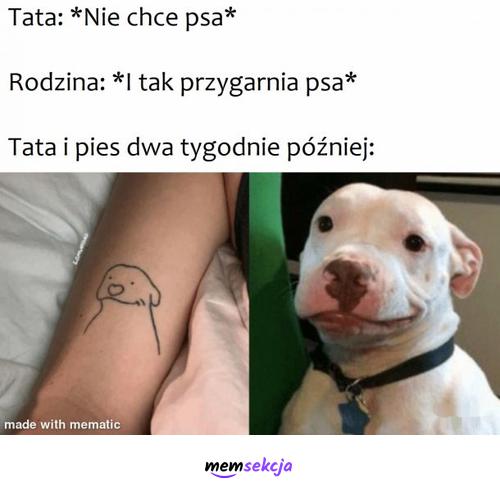 Tata: *Nie chce psa*
Rodzina: *I tak przygarnia psa*
Tata i pies dwa tygodnie później:
made with mematic
memsekcja